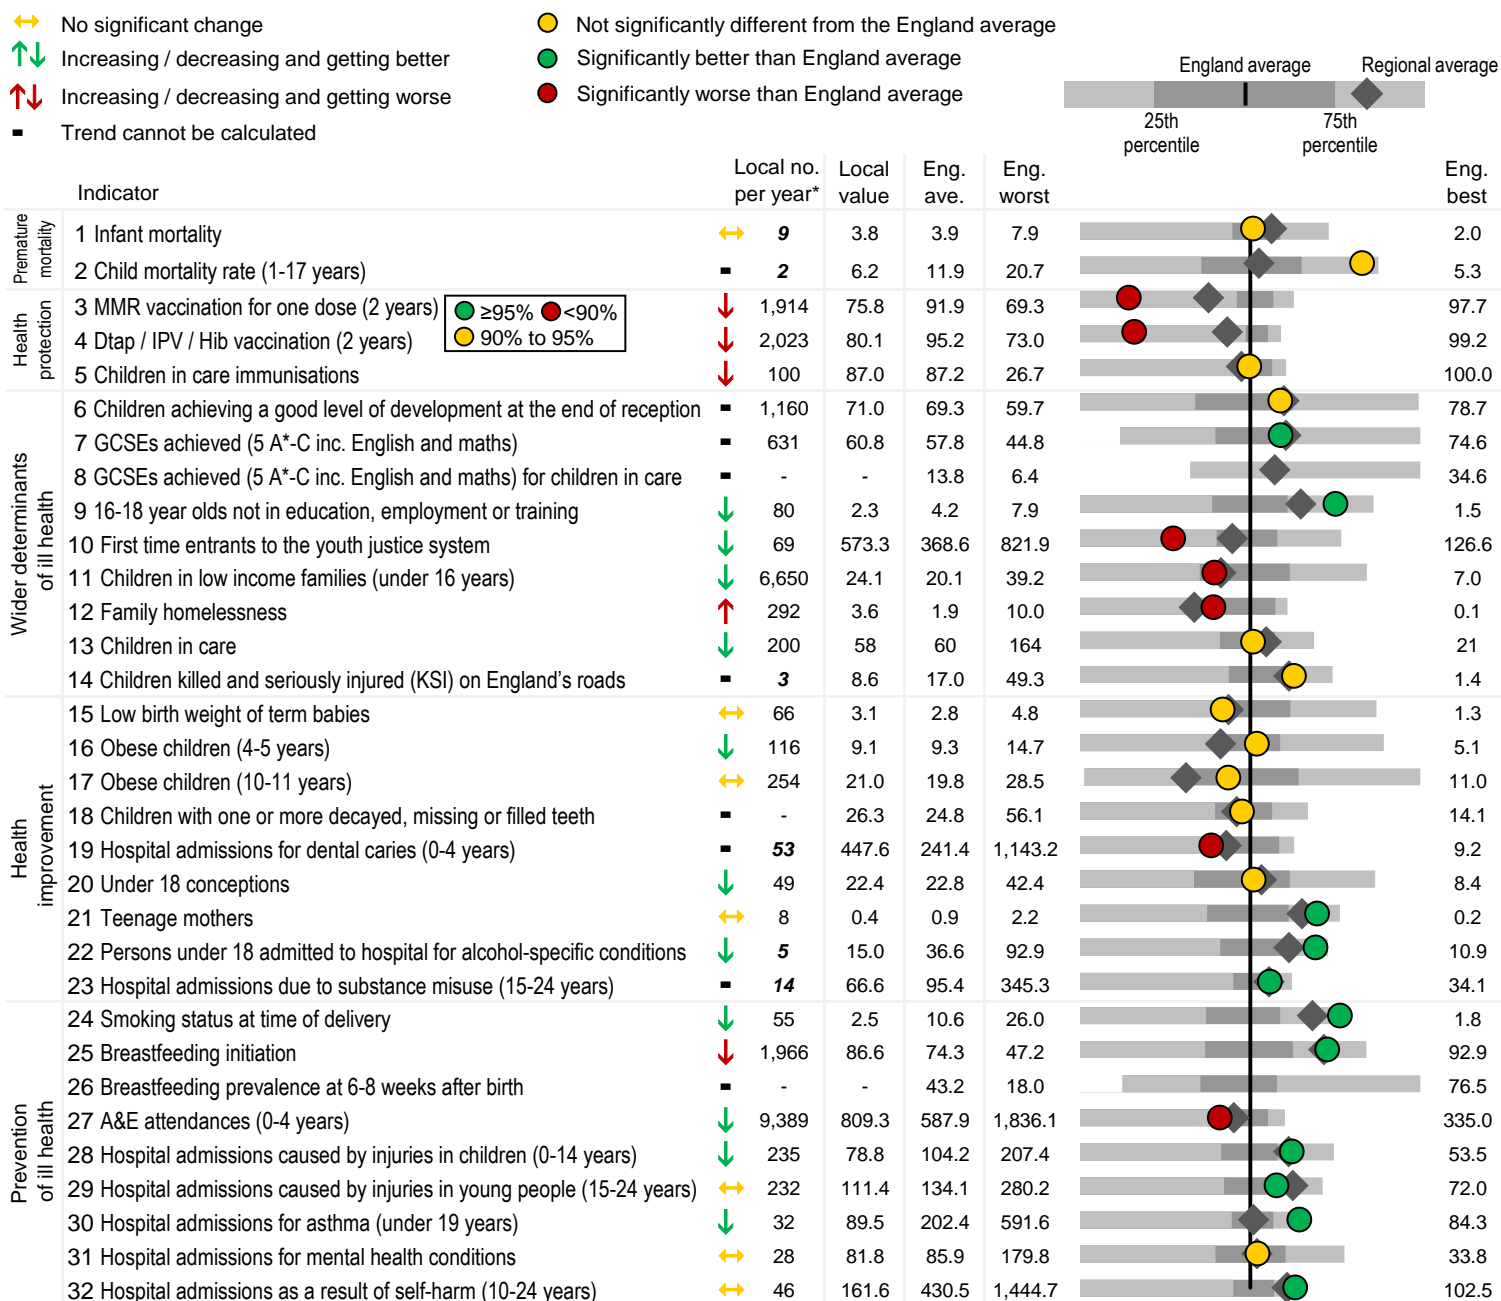 No significant change
Not significantly different from the England average
Increasing / decreasing and getting better
Significantly better than England average
Increasing / decreasing and getting worse
Significantly worse than England average
- Trend cannot be calculated
England average Regional average
25th percentile
75th percentile
Indicator Local no. per year* Local value Eng. ave. Eng. worst Eng. best
Premature mortality
1 Infant mortality 9 3.8 3.9 7.9 2.0
2 Child mortality rate (1-17 years) - 2 6.2 11.9 20.7 5.3
Health protection
3 MMR vaccination for one dose (2 years) 1,914 75.8 91.9 69.3 97.7
≥95% <90%
90% to 95%
4 Dtap / IPV / Hib vaccination (2 years) 2,023 80.1 95.2 73.0 99.2
5 Children in care immunisations 100 87.0 87.2 26.7 100.0
Wider determinants of ill health
6 Children achieving a good level of development at the end of reception - 1,160 71.0 69.3 59.7 78.7
7 GCSEs achieved (5 A*-C inc. English and maths) - 631 60.8 57.8 44.8 74.6
8 GCSEs achieved (5 A*-C inc. English and maths) for children in care - - - 13.8 6.4 34.6
9 16-18 year olds not in education, employment or training 80 2.3 4.2 7.9 1.5
10 First time entrants to the youth justice system 69 573.3 368.6 821.9 126.6
11 Children in low income families (under 16 years) 6,650 24.1 20.1 39.2 7.0
12 Family homelessness 292 3.6 1.9 10.0 0.1
13 Children in care 200 58 60 164 21
14 Children killed and seriously injured (KSI) on England's roads - 3 8.6 17.0 49.3 1.4
Health improvement
15 Low birth weight of term babies 66 3.1 2.8 4.8 1.3
16 Obese children (4-5 years) 116 9.1 9.3 14.7 5.1
17 Obese children (10-11 years) 254 21.0 19.8 28.5 11.0
18 Children with one or more decayed, missing or filled teeth - - 26.3 24.8 56.1 14.1
19 Hospital admissions for dental caries (0-4 years) - 53 447.6 241.4 1,143.2 9.2
20 Under 18 conceptions 49 22.4 22.8 42.4 8.4
21 Teenage mothers 8 0.4 0.9 2.2 0.2
22 Persons under 18 admitted to hospital for alcohol-specific conditions 5 15.0 36.6 92.9 10.9
23 Hospital admissions due to substance misuse (15-24 years) - 14 66.6 95.4 345.3 34.1
Prevention of ill health
24 Smoking status at time of delivery 55 2.5 10.6 26.0 1.8
25 Breastfeeding initiation 1,966 86.6 74.3 47.2 92.9
26 Breastfeeding prevalence at 6-8 weeks after birth - - - 43.2 18.0 76.5
27 A&E attendances (0-4 years) 9,389 809.3 587.9 1,836.1 335.0
28 Hospital admissions caused by injuries in children (0-14 years) 235 78.8 104.2 207.4 53.5
29 Hospital admissions caused by injuries in young people (15-24 years) 232 111.4 134.1 280.2 72.0
30 Hospital admissions for asthma (under 19 years) 32 89.5 202.4 591.6 84.3
31 Hospital admissions for mental health conditions 28 81.8 85.9 179.8 33.8
32 Hospital admissions as a result of self-harm (10-24 years) 46 161.6 430.5 1,444.7 102.5